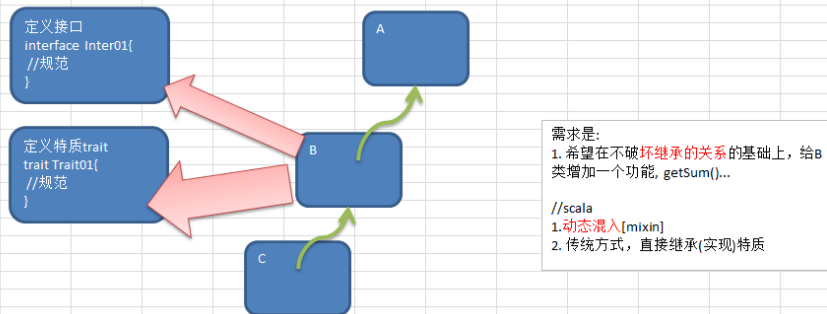 定义接口
interface Inter01{
//规范
}
A
定义特质trait
trait Trait01{
//规范
}
B
C
需求是:
1. 希望在不破坏继承的关系的基础上，给B
类增加一个功能, getSum()...
//scala
1.动态混入[mixin]
2. 传统方式，直接继承(实现)特质